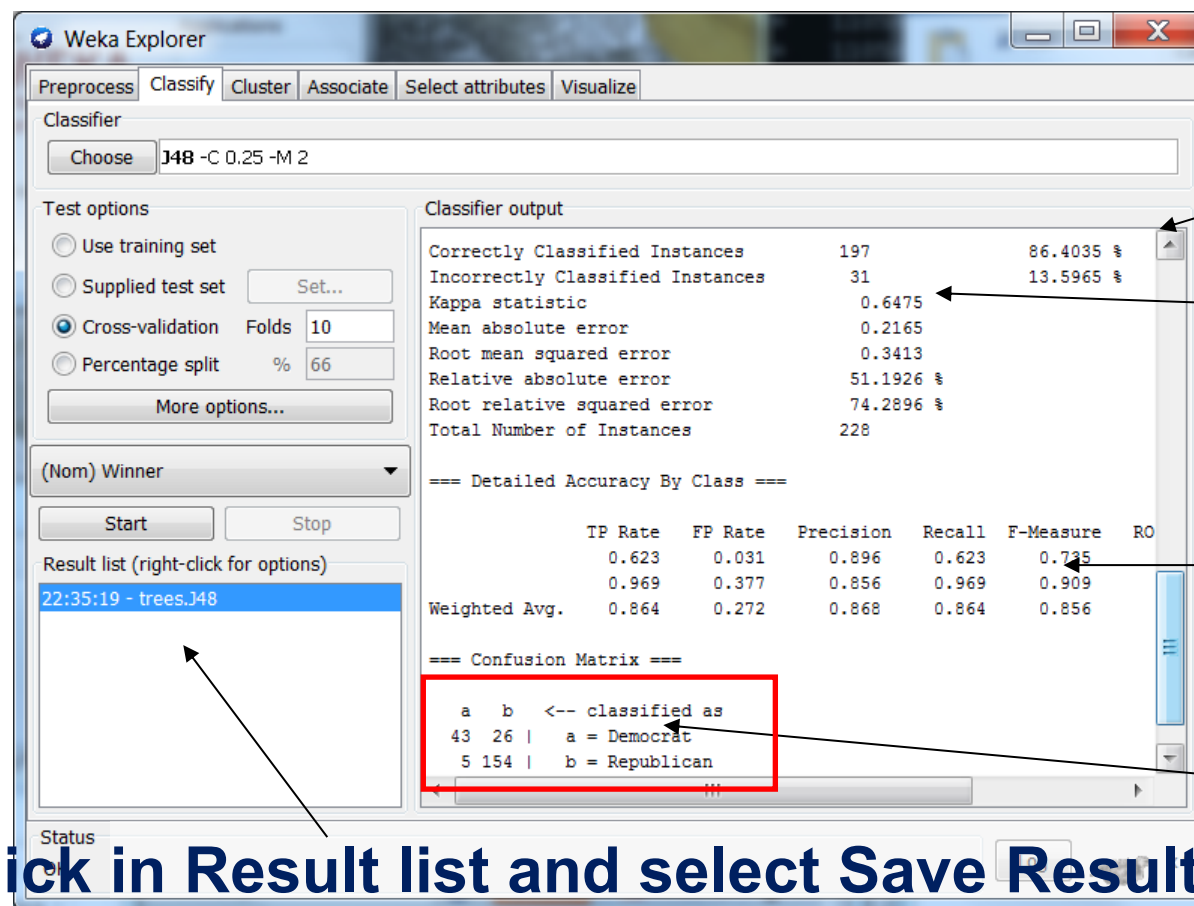 Weka Explorer
Preprocess Classify Cluster Associate Select attributes Visualize
Classifier
Choose J48 -C 0.25 -M 2
Test options
Use training set
Supplied test set Set...
Cross-validation Folds 10
Percentage split % 66
More options...
(Nom) Winner
Start Stop
Result list (right-click for options)
22:35:19 - trees.J48
Classifier output
Correctly Classified Instances 197 86.4035 %
Incorrectly Classified Instances 31 13.5965 %
Kappa statistic 0.6475
Mean absolute error 0.2165
Root mean squared error 0.3413
Relative absolute error 51.1926 %
Root relative squared error 74.2896 %
Total Number of Instances 228
=== Detailed Accuracy By Class ===
TP Rate FP Rate Precision Recall F-Measure RO
0.623 0.031 0.896 0.623 0.735
0.969 0.377 0.856 0.969 0.909
Weighted Avg. 0.864 0.272 0.868 0.864 0.856
=== Confusion Matrix ===
a b <-- classified as
43 26 | a = Democrat
5 154 | b = Republican
Status
ick in Result list and select Save Result